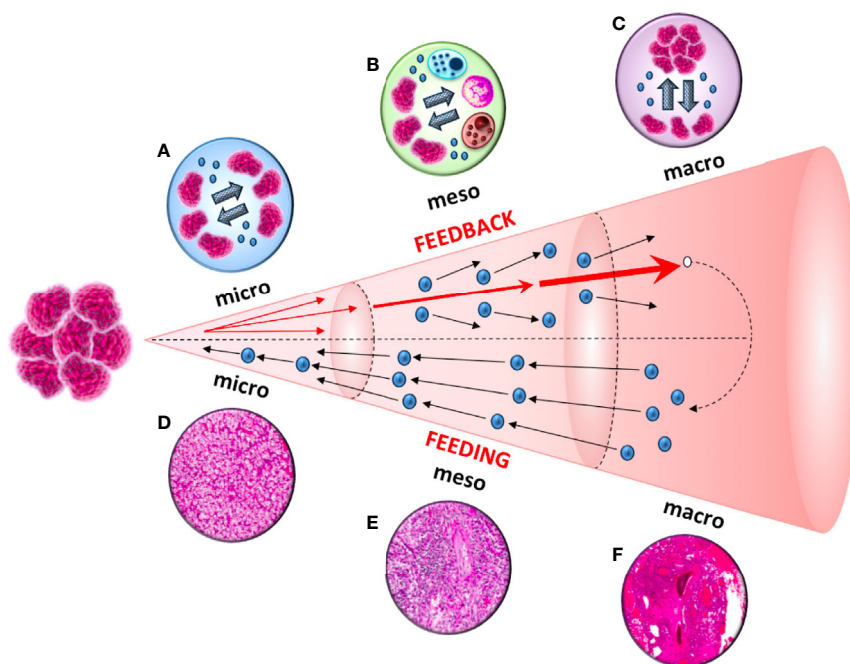 A
B
C
micro
meso
macro
FEEDBACK
FEEDING
micro
meso
macro
D
E
F